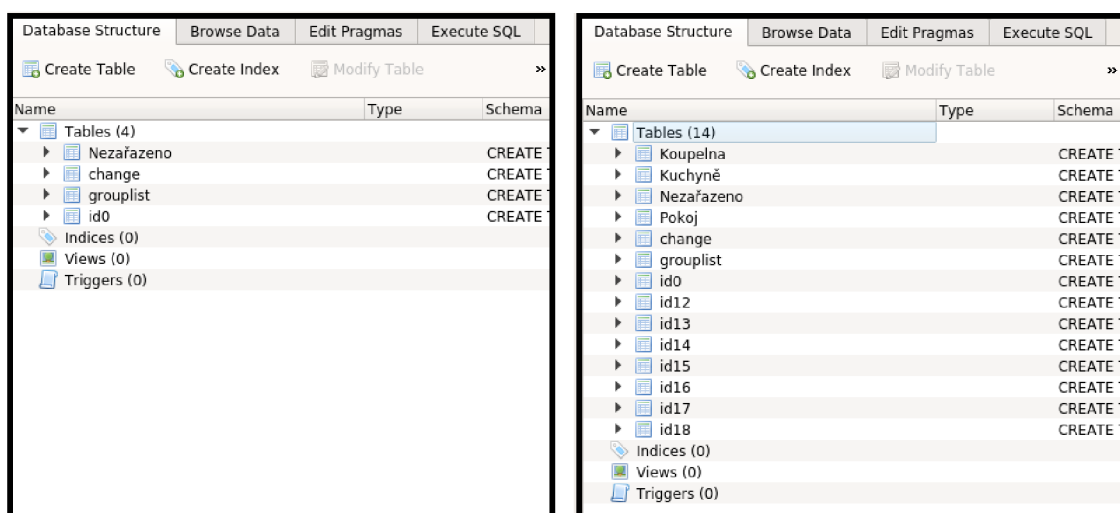 Database Structure Browse Data Edit Pragmas Execute SQL
Create Table Create Index Modify Table »
Name Type Schema
Tables (4)
Nezařazeno CREATE
change CREATE
grouplist CREATE
id0 CREATE
Indices (0)
Views (0)
Triggers (0)
Database Structure Browse Data Edit Pragmas Execute SQL
Create Table Create Index Modify Table »
Name Type Schema
Tables (14)
Koupelna CREATE
Kuchyně CREATE
Nezařazeno CREATE
Pokoj CREATE
change CREATE
grouplist CREATE
id0 CREATE
id12 CREATE
id13 CREATE
id14 CREATE
id15 CREATE
id16 CREATE
id17 CREATE
id18 CREATE
Indices (0)
Views (0)
Triggers (0)